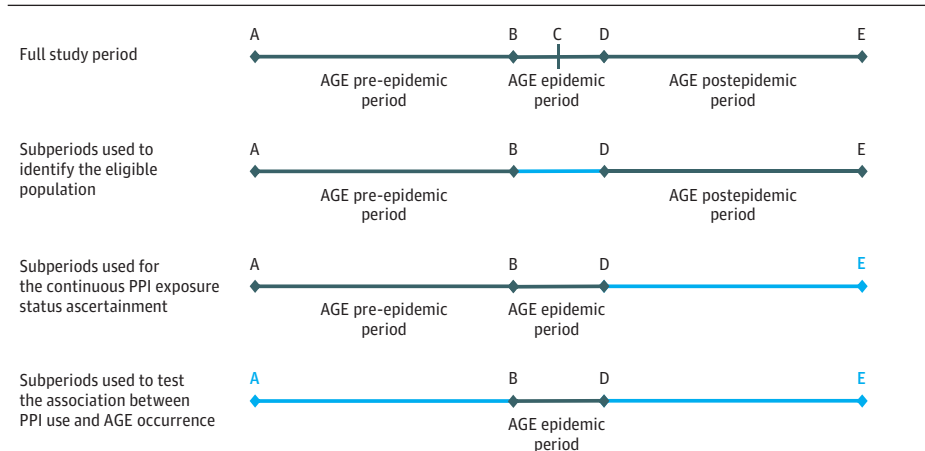 A B C D E
Full study period
AGE pre-epidemic AGE epidemic AGE postepidemic
period period period
Subperiods used to
identify the eligible
population
A B D E
AGE pre-epidemic AGE postepidemic
period period
Subperiods used for
the continuous PPI exposure
status ascertainment
A B D E
AGE pre-epidemic AGE epidemic
period period
Subperiods used to test
the association between
PPI use and AGE occurrence
A B D E
AGE epidemic
period